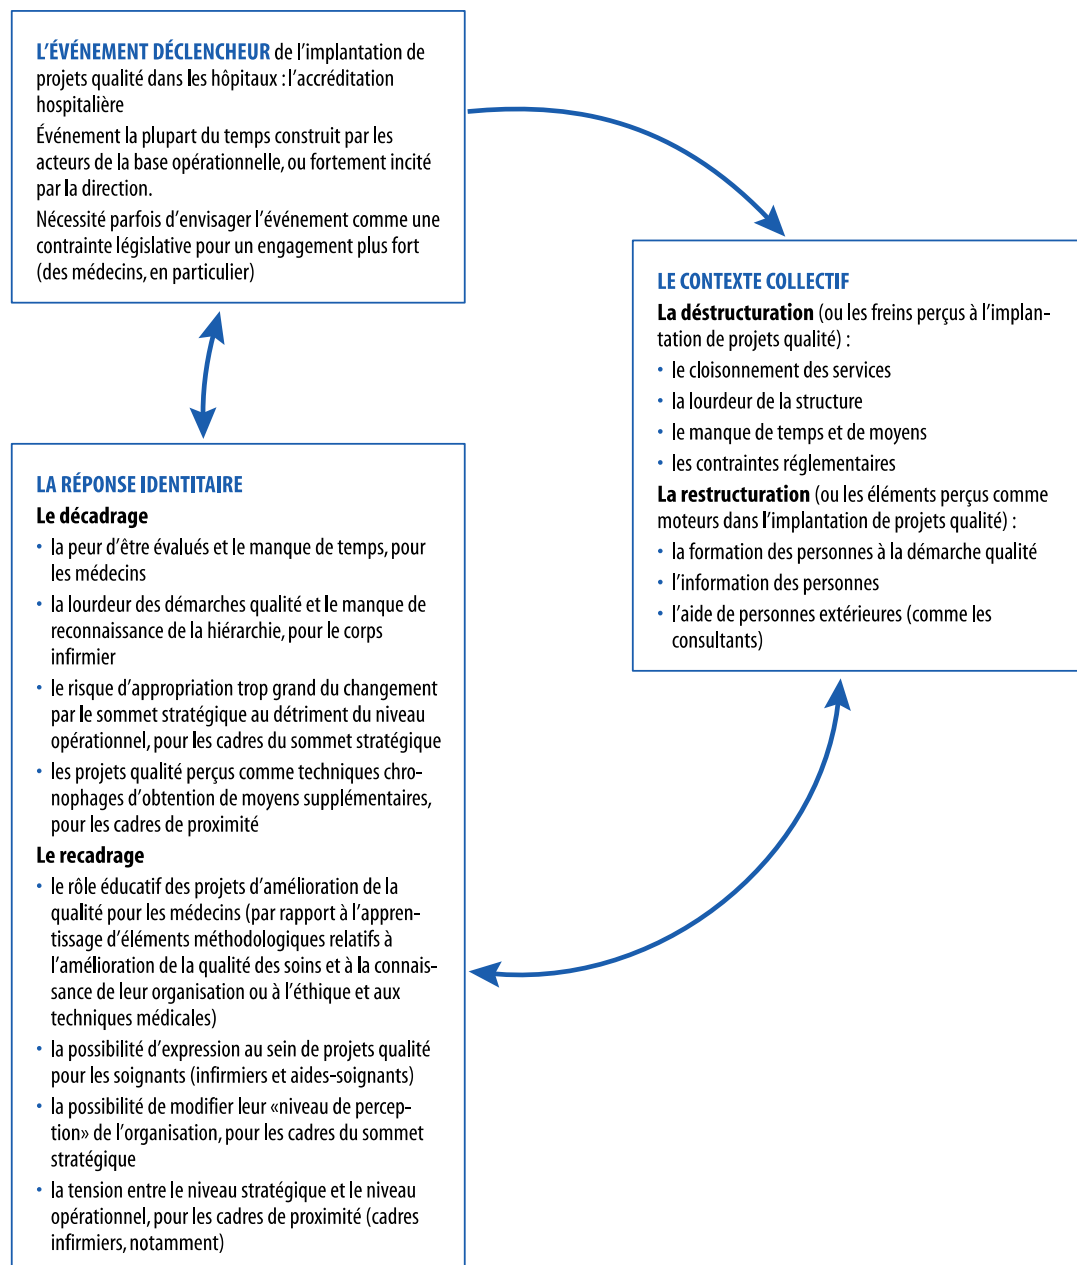 L'ÉVÉNEMENT DÉCLENCHEUR de l'implantation de
projets qualité dans les hôpitaux : l'accréditation
hospitalière
Événement la plupart du temps construit par les
acteurs de la base opérationnelle, ou fortement incité
par la direction.
Nécessité parfois d'envisager l'événement comme une
contrainte législative pour un engagement plus fort
(des médecins, en particulier)
LE CONTEXTE COLLECTIF
La déstructuration (ou les freins perçus à l'implan-
tation de projets qualité) :
• le cloisonnement des services
• la lourdeur de la structure
• le manque de temps et de moyens
• les contraintes réglementaires
La restructuration (ou les éléments perçus comme
moteurs dans l'implantation de projets qualité) :
• la formation des personnes à la démarche qualité
• l'information des personnes
• l'aide de personnes extérieures (comme les
consultants)
LA RÉPONSE IDENTITAIRE
Le décadrage
• la peur d'être évalués et le manque de temps, pour
les médecins
• la lourdeur des démarches qualité et le manque de
reconnaissance de la hiérarchie, pour le corps
infirmier
• le risque d'appropriation trop grand du changement
par le sommet stratégique au détriment du niveau
opérationnel, pour les cadres du sommet stratégique
• les projets qualité perçus comme techniques chro-
nophages d'obtention de moyens supplémentaires,
pour les cadres de proximité
Le recadrage
• le rôle éducatif des projets d'amélioration de la
qualité pour les médecins (par rapport à l'appren-
tissage d'éléments méthodologiques relatifs à
l'amélioration de la qualité des soins et à la connais-
sance de leur organisation ou à l'éthique et aux
techniques médicales)
• la possibilité d'expression au sein de projets qualité
pour les soignants (infirmiers et aides-soignants)
• la possibilité de modifier leur «niveau de percep-
tion» de l'organisation, pour les cadres du sommet
stratégique
• la tension entre le niveau stratégique et le niveau
opérationnel, pour les cadres de proximité (cadres
infirmiers, notamment)